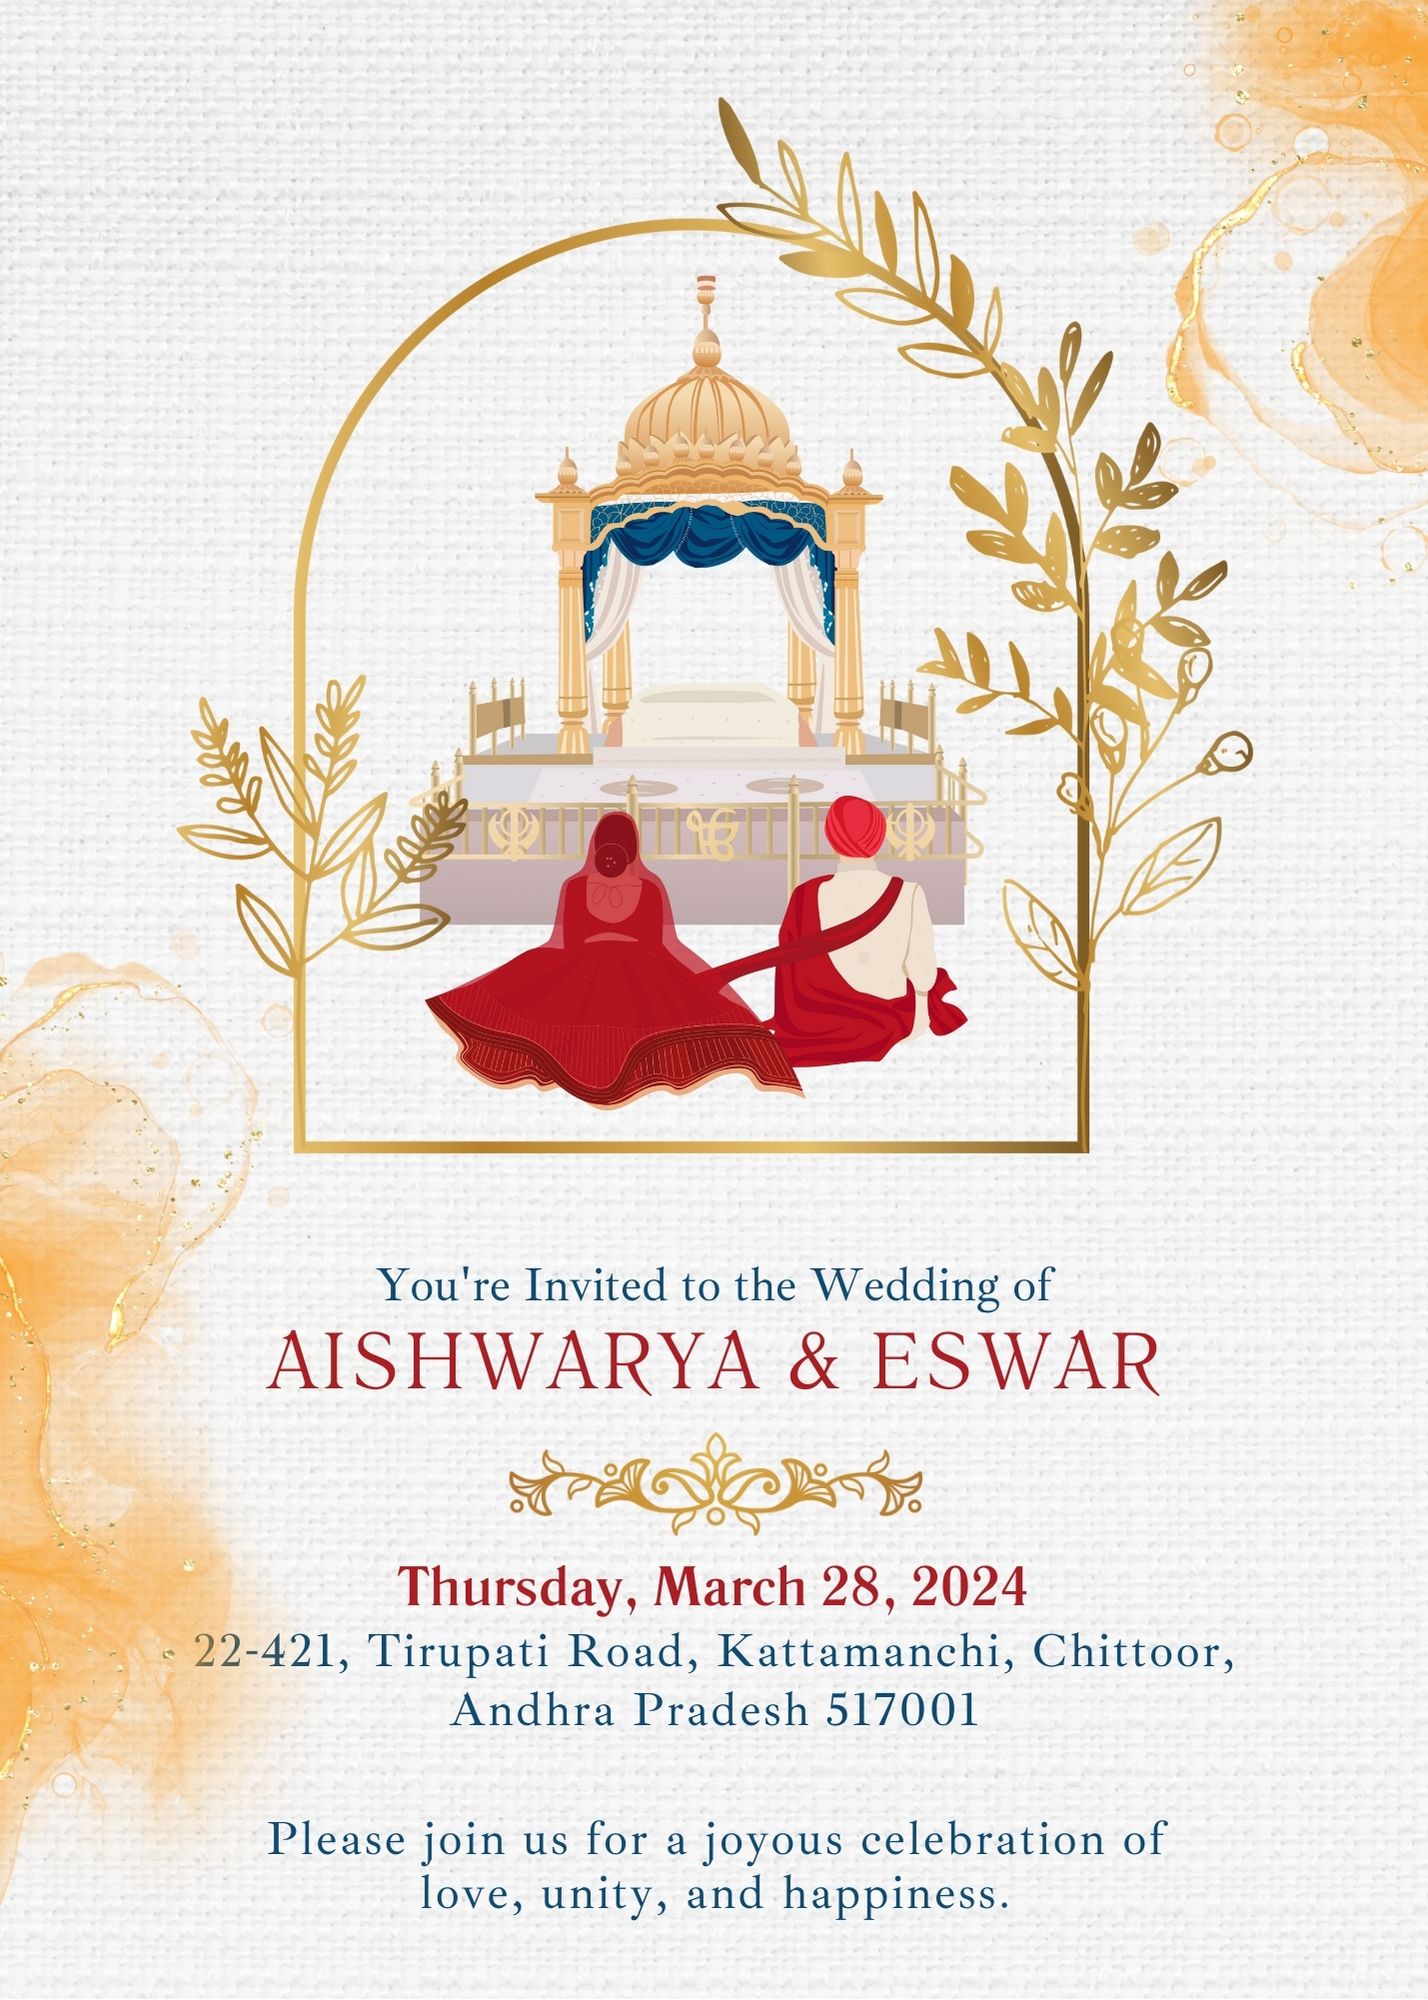 ੴ
You're Invited to the Wedding of
AISHWARYA & ESWAR
Thursday, March 28, 2024
22-421, Tirupati Road, Kattamanchi, Chittoor,
Andhra Pradesh 517001
Please join us for a joyous celebration of
love, unity, and happiness.